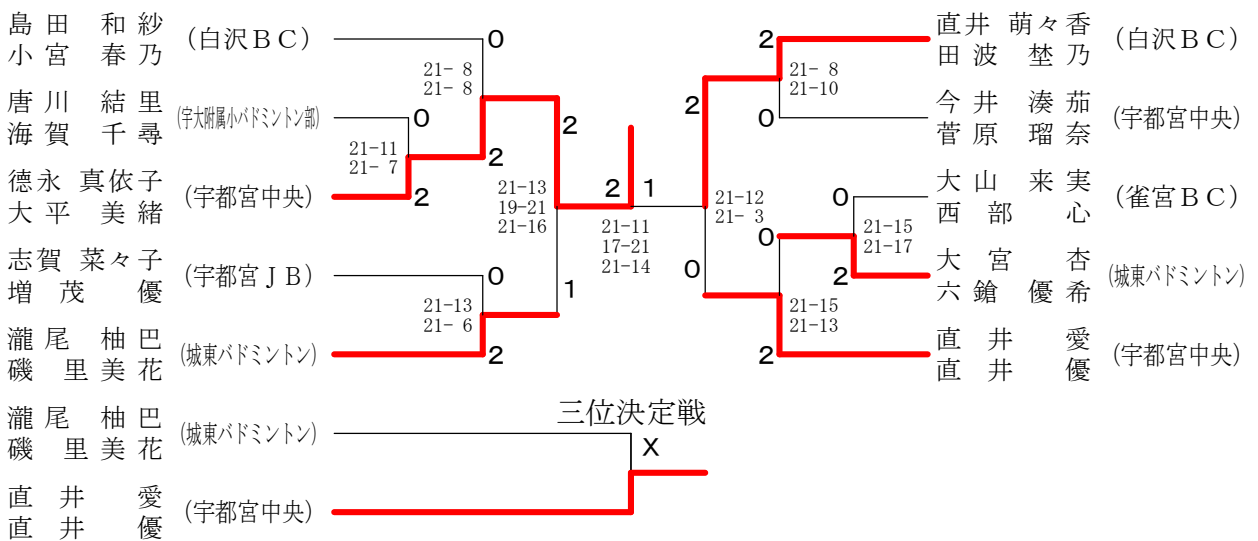 島田 和紗
小宮 春乃
(白沢ＢＣ)
0
21- 8
21- 8
唐川 結里
海賀 千尋
(宇大附属小バドミントン部)
0
21-11
21- 7
2
2
徳永 真依子
大平 美緒
(宇都宮中央)
2
21-13
19-21
21-16
志賀 菜々子
増茂 優
(宇都宮ＪＢ)
0
21-13
21- 6
1
瀧尾 柚巴
磯 里美花
(城東バドミントン)
2
2
1
21-11
17-21
21-14
直井 萌々香
田波 埜乃
(白沢ＢＣ)
2
21- 8
21-10
2
今井 湊茄
菅原 瑠奈
(宇都宮中央)
0
21-12
21- 3
大山 来実
西部 心
(雀宮ＢＣ)
0
21-15
21-17
0
大宮 杏
六鎗 優希
(城東バドミントン)
2
0
21-15
21-13
直井 愛
直井 優
(宇都宮中央)
2
三位決定戦
瀧尾 柚巴
磯 里美花
(城東バドミントン)
X
直井 愛
直井 優
(宇都宮中央)